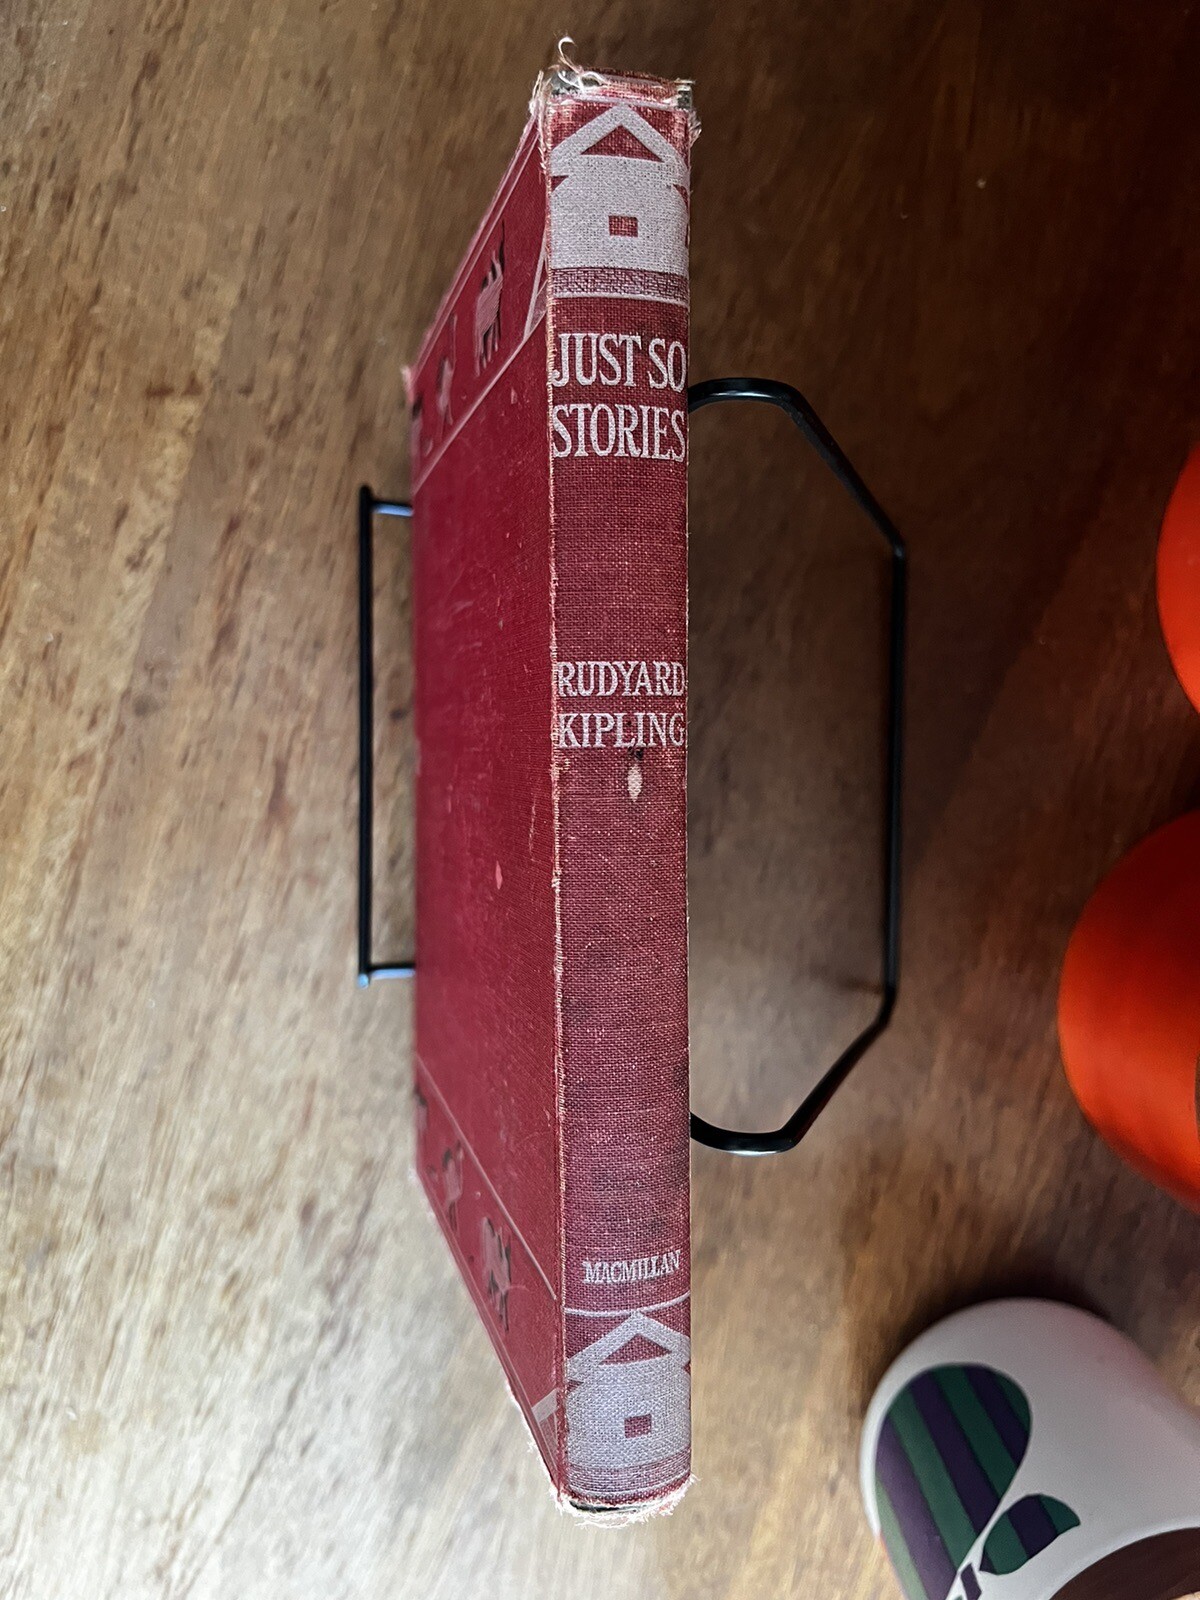 JUST SO
STORIES
RUDYARD
KIPLING
MACMILLAN